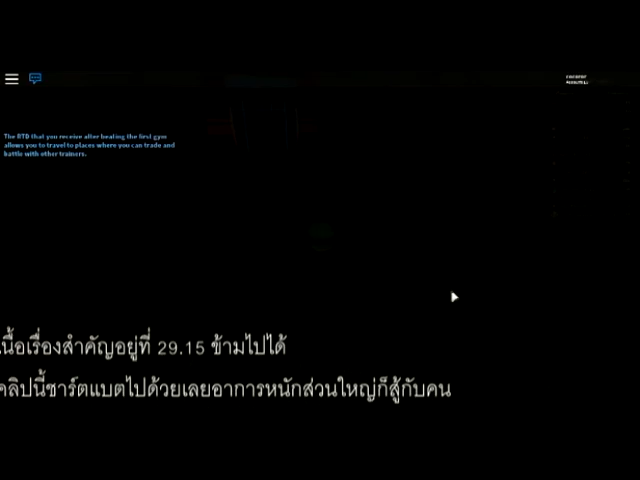 The RTD that you receive after beating the first gym
allows you to travel to places where you can trade and
battle with other trainers.
เนื้อเรื่องสำคัญอยู่ที่ 29.15 ข้ามไปได้
คลิปนี้ชาร์ตแบตไปด้วยเลยอาการหนักส่วนใหญ่ก็สู้กับคน